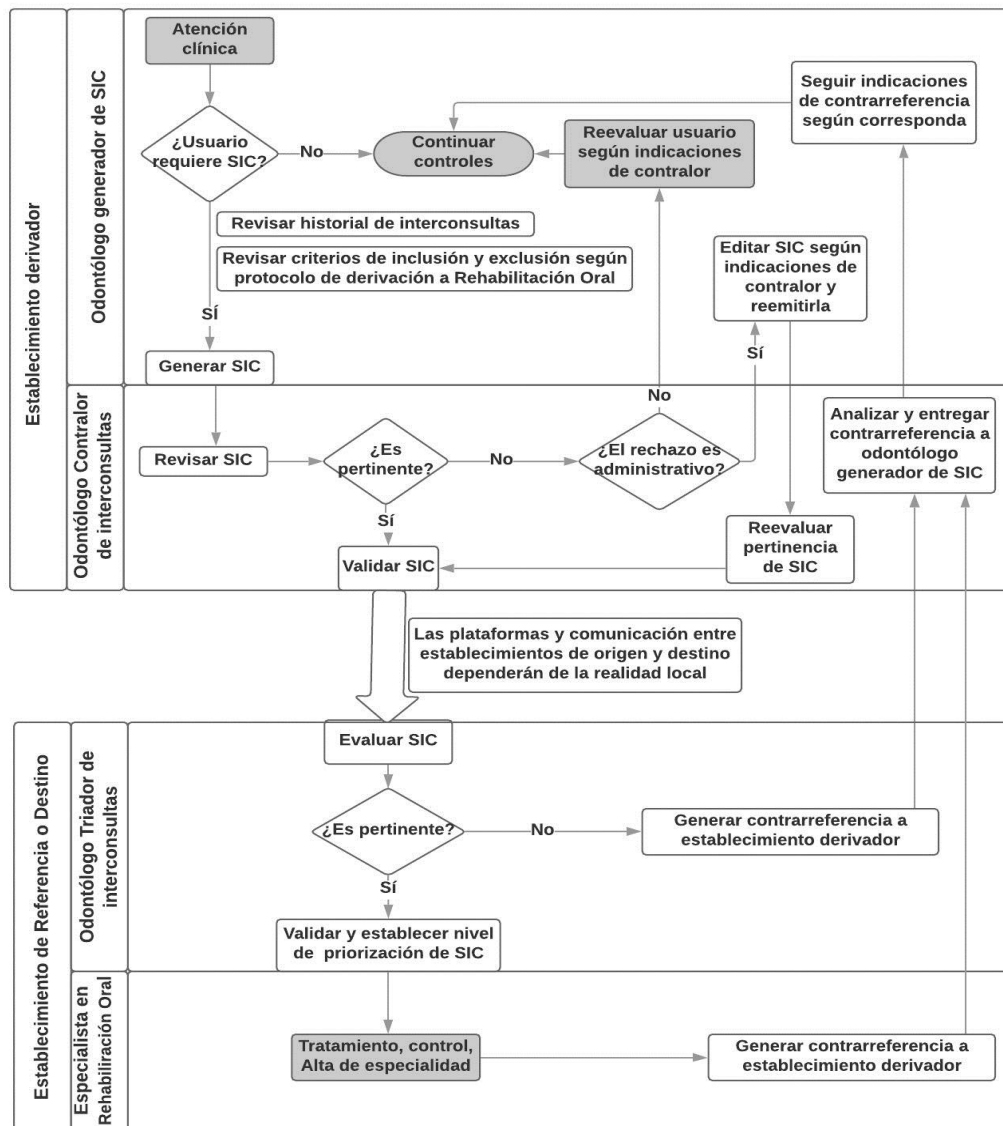 Establecimiento derivador
Odontólogo generador de SIC
Atención
clínica
¿Usuario
requiere SIC?
No
Continuar
controles
Reevaluar usuario
según indicaciones
de contralor
Seguir indicaciones
de contrarreferencia
según corresponda
Revisar historial de interconsultas
Revisar criterios de inclusión y exclusión según
protocolo de derivación a Rehabilitación Oral
Editar SIC según
indicaciones de
contralor y
reemitirla
SÍ
Generar SIC
Sí
Odontólogo Contralor
de interconsultas
Revisar SIC
¿Es
pertinente?
No
¿El rechazo es
administrativo?
No
Analizar y entregar
contrarreferencia a
odontólogo
generador de SIC
Sí
Validar SIC
Reevaluar
pertinencia
de SIC
Las plataformas y comunicación entre
establecimientos de origen y destino
dependerán de la realidad local
Establecimiento de Referencia o Destino
Odontólogo Triador de
interconsultas
Evaluar SIC
¿Es pertinente?
No
Generar contrarreferencia a
establecimiento derivador
Sí
Validar y establecer nivel
de priorización de SIC
Especialista en
Rehabiliración Oral
Tratamiento, control,
Alta de especialidad
Generar contrarreferencia a
establecimiento derivador